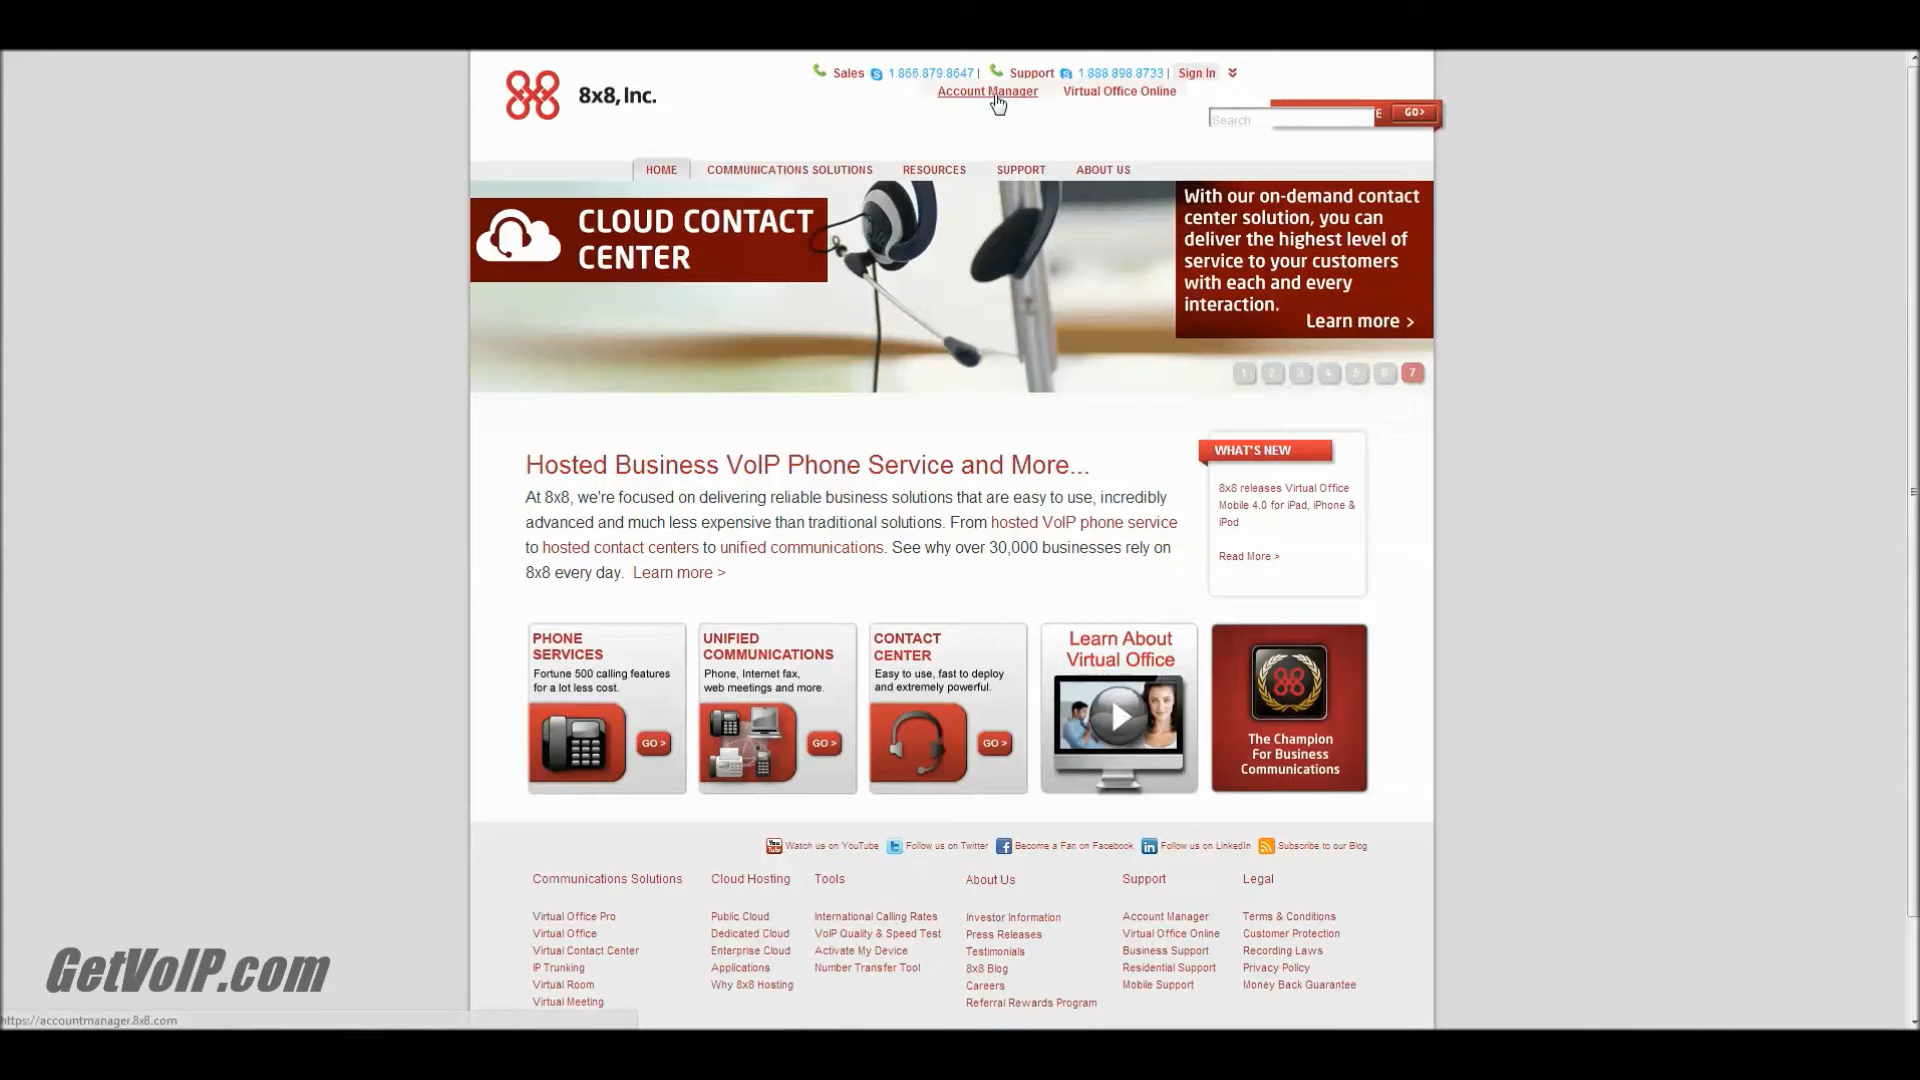 Sales 1.866.879.8647 | Support 1.888.898.8733 | Sign In
Account Manager Virtual Office Online
8x8, Inc.
Search
E GO>
HOME COMMUNICATIONS SOLUTIONS RESOURCES SUPPORT ABOUT US
CLOUD CONTACT
CENTER
With our on-demand contact
center solution, you can
deliver the highest level of
service to your customers
with each and every
interaction.
Learn more >
1 2 3 4 5 6 7
Hosted Business VoIP Phone Service and More...
At 8x8, we're focused on delivering reliable business solutions that are easy to use, incredibly
advanced and much less expensive than traditional solutions. From hosted VoIP phone service
to hosted contact centers to unified communications. See why over 30,000 businesses rely on
8x8 every day. Learn more >
WHAT'S NEW
8x8 releases Virtual Office
Mobile 4.0 for iPad, iPhone &
iPod
Read More >
PHONE
SERVICES
Fortune 500 calling features
for a lot less cost.
GO >
UNIFIED
COMMUNICATIONS
Phone, Internet fax,
web meetings and more.
GO >
CONTACT
CENTER
Easy to use, fast to deploy
and extremely powerful.
GO >
Learn About
Virtual Office
The Champion
For Business
Communications
You Watch us on YouTube Follow us on Twitter Become a Fan on Facebook Follow us on LinkedIn Subscribe to our Blog
Communications Solutions
Virtual Office Pro
Virtual Office
Virtual Contact Center
IP Trunking
Virtual Room
Virtual Meeting
Cloud Hosting
Public Cloud
Dedicated Cloud
Enterprise Cloud
Applications
Why 8x8 Hosting
Tools
International Calling Rates
VoIP Quality & Speed Test
Activate My Device
Number Transfer Tool
About Us
Investor Information
Press Releases
Testimonials
8x8 Blog
Careers
Referral Rewards Program
Support
Account Manager
Virtual Office Online
Business Support
Residential Support
Mobile Support
Legal
Terms & Conditions
Customer Protection
Recording Laws
Privacy Policy
Money Back Guarantee
GetVoIP.com
https://accountmanager.8x8.com